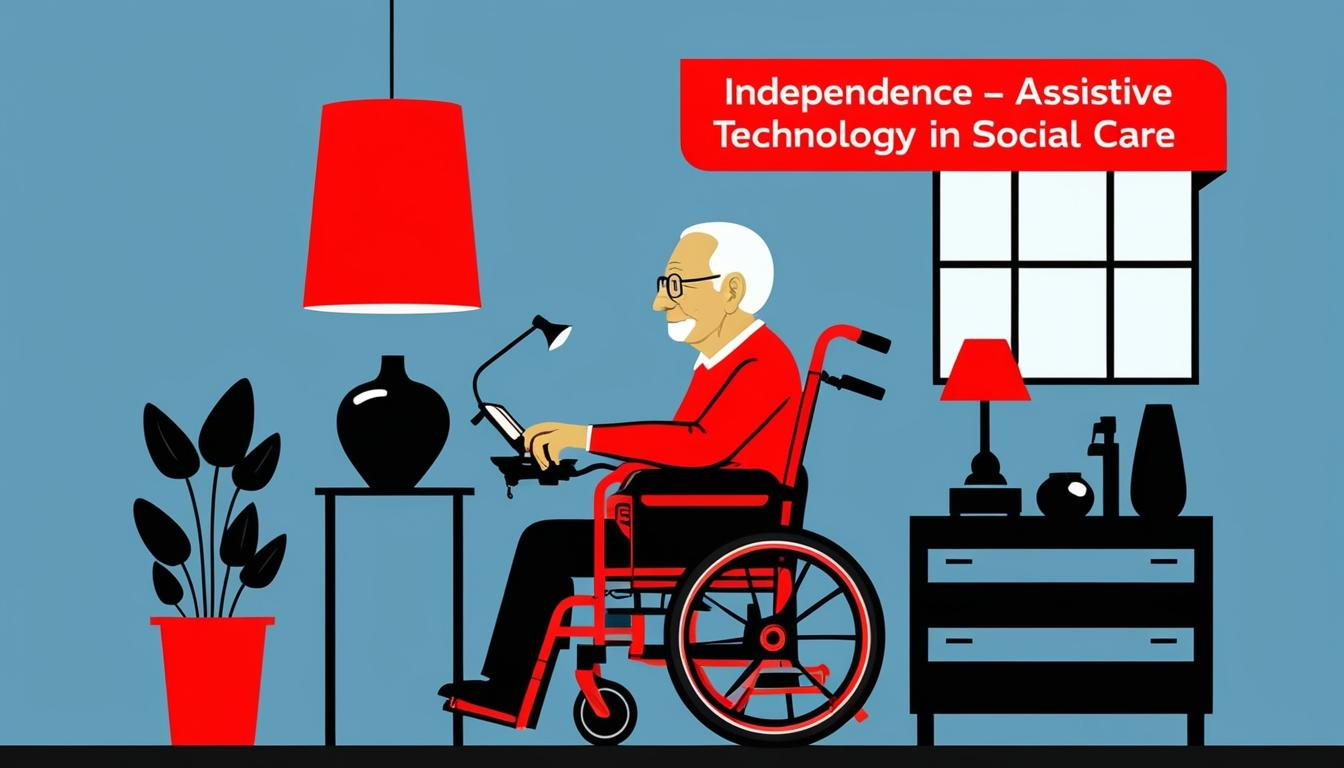 Independence – Assistive
Technology in Social Care